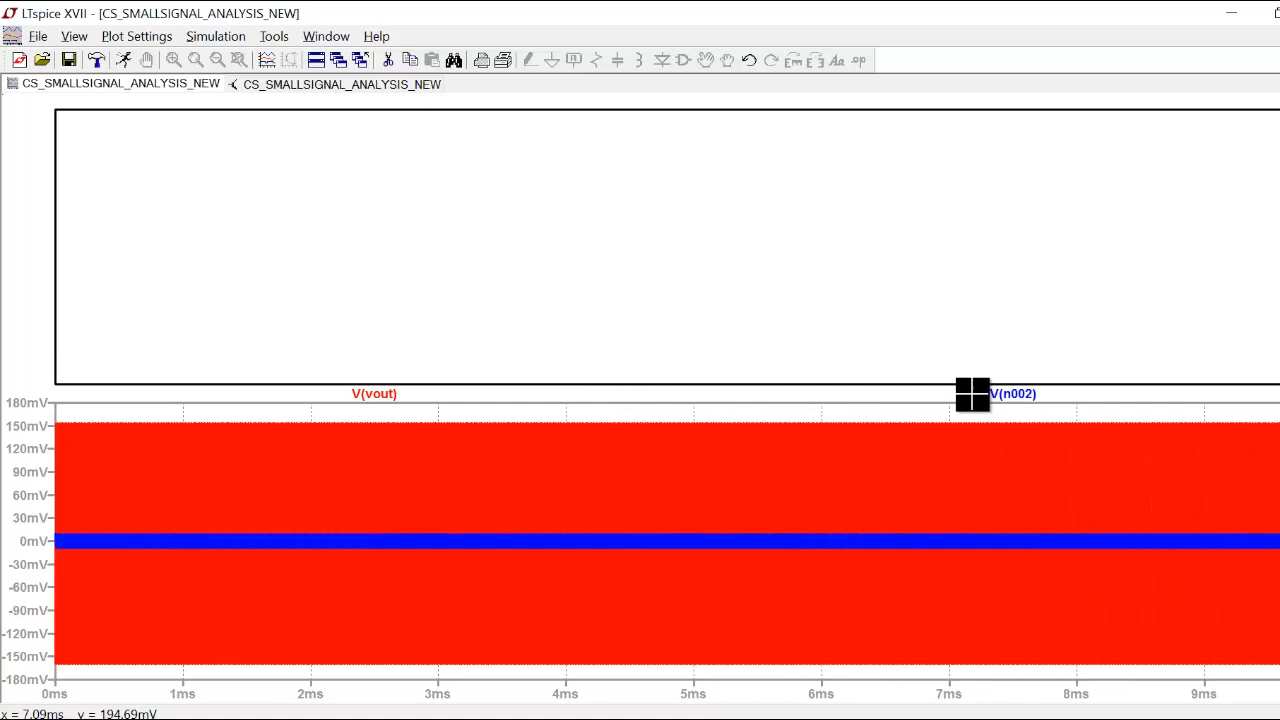 LTspice XVII - [CS_SMALLSIGNAL_ANALYSIS_NEW]
File View Plot Settings Simulation Tools Window Help
CS_SMALLSIGNAL_ANALYSIS_NEW CS_SMALLSIGNAL_ANALYSIS_NEW
V(vout) V(n002)
180mV
150mV
120mV
90mV
60mV
30mV
0mV
-30mV
-60mV
-90mV
-120mV
-150mV
-180mV
0ms 1ms 2ms 3ms 4ms 5ms 6ms 7ms 8ms 9ms
x = 7.09ms y = 194.69mV